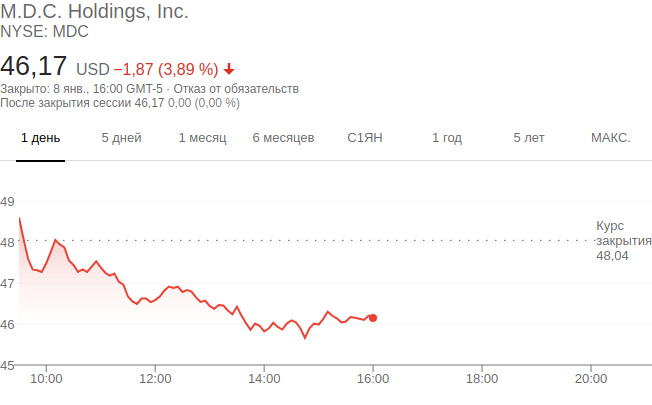 M.D.C. Holdings, Inc.
NYSE: MDC
46,17 USD −1,87 (3,89 %)
Закрыто: 8 янв., 16:00 GMT-5 · Отказ от обязательств
После закрытия сессии 46,17 0,00 (0,00 %)
1 день 5 дней 1 месяц 6 месяцев С1ЯН 1 год 5 лет МАКС.
49
Курс
48 закрытия
48,04
47
46
45
10:00 12:00 14:00 16:00 18:00 20:00